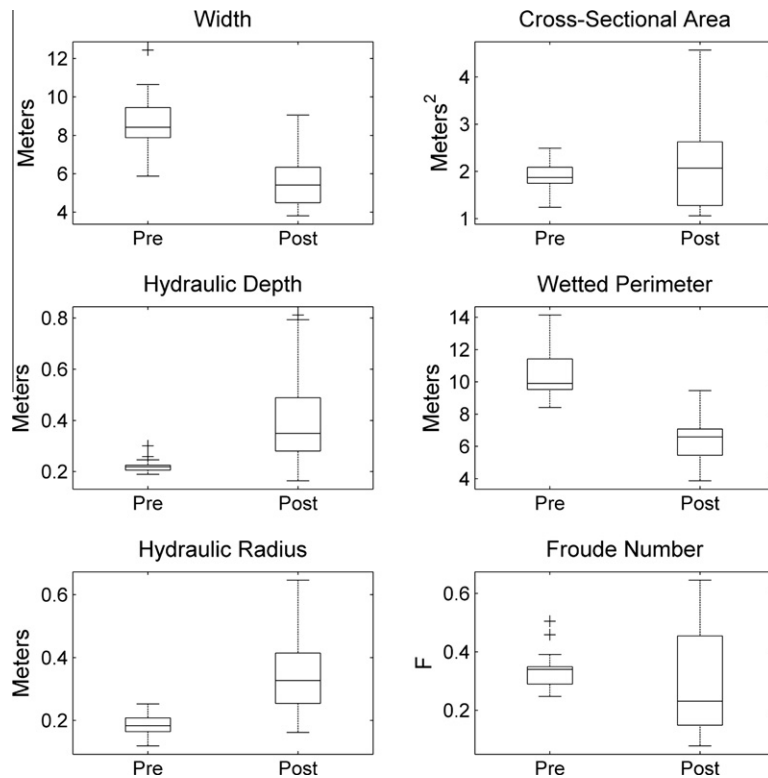 Width
Meters
12
10
8
6
4
Pre Post
Cross-Sectional Area
Meters²
4
3
2
1
Pre Post
Hydraulic Depth
Meters
0.8
0.6
0.4
0.2
Pre Post
Wetted Perimeter
Meters
14
12
10
8
6
4
Pre Post
Hydraulic Radius
Meters
0.6
0.4
0.2
Pre Post
Froude Number
F
0.6
0.4
0.2
Pre Post